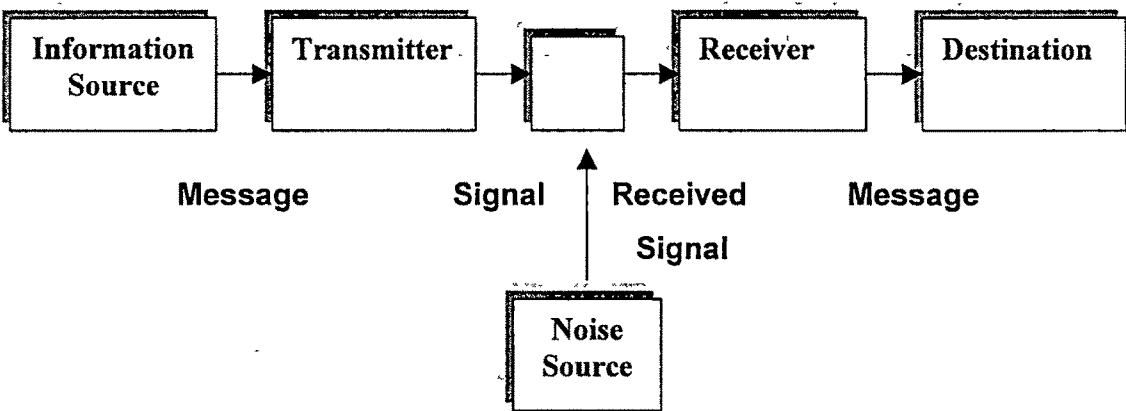 Information
Source
Transmitter
Receiver
Destination
Message
Signal
Received
Signal
Message
Noise
Source